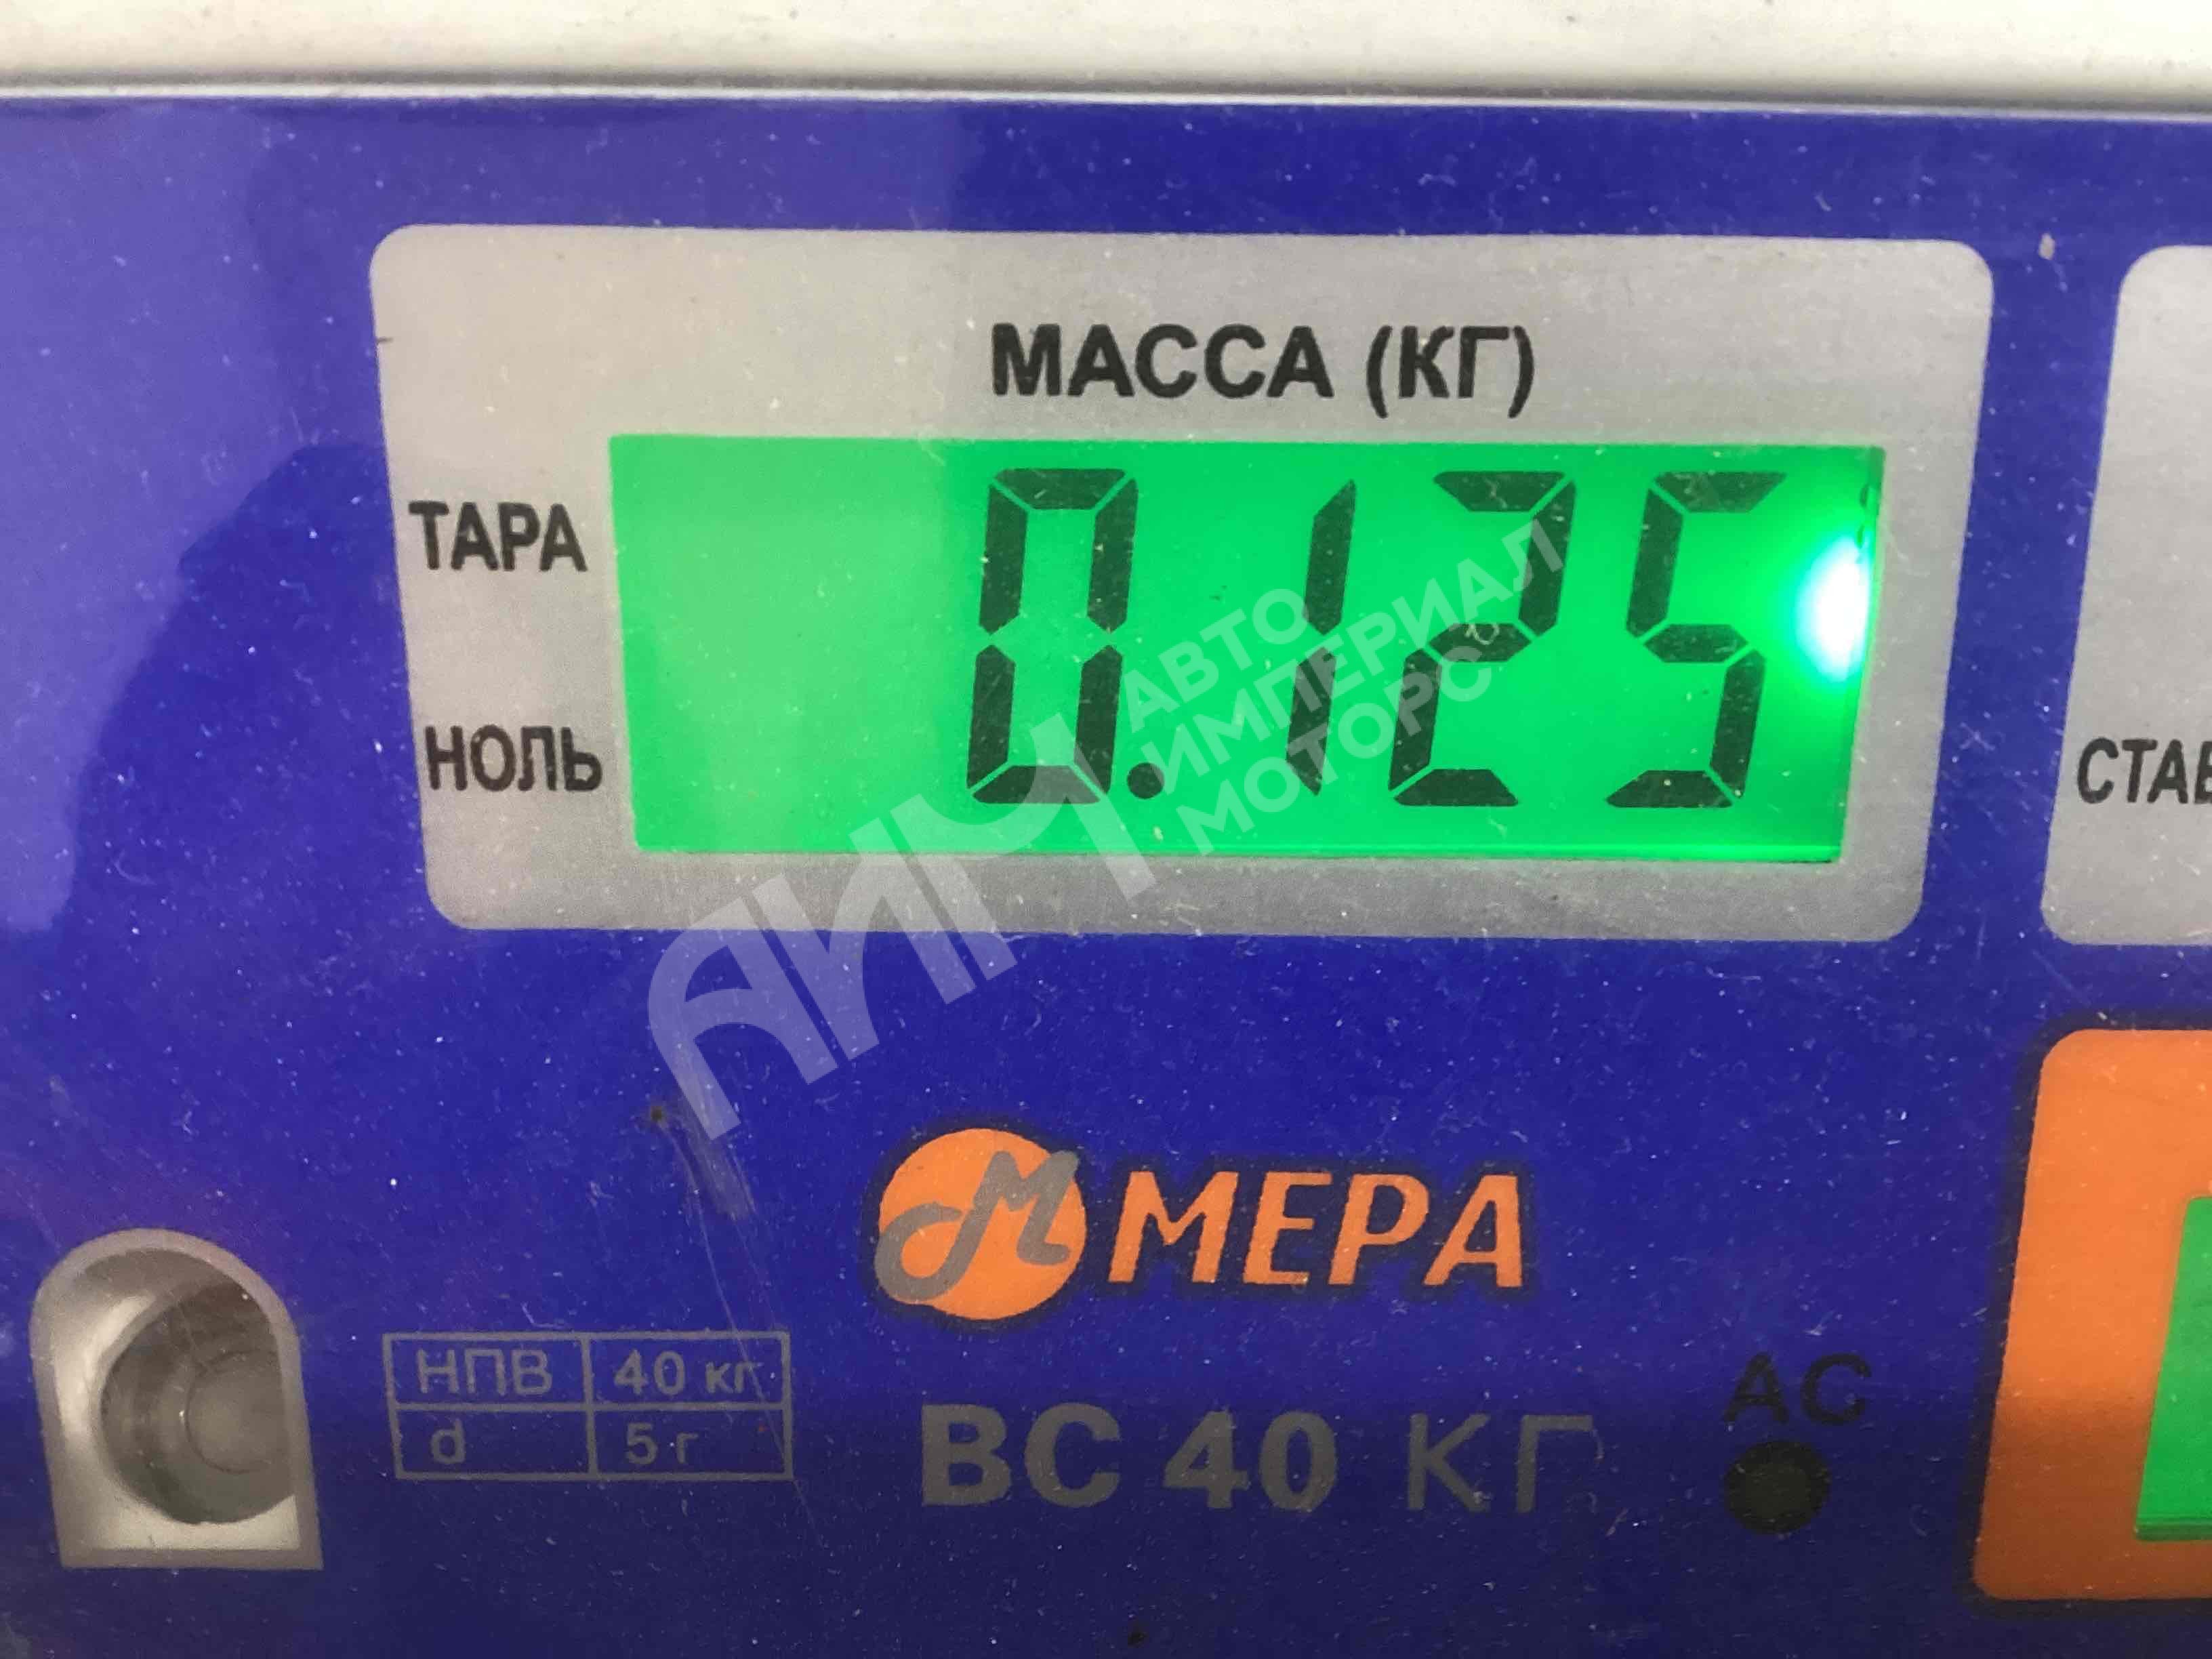 МАССА (КГ)
ТАРА
0.125
НОЛЬ
СТАВ
АВТО
ИМПЕРИАЛ
МОТОРС
АИМ
М МЕРА
НПВ 40 кг
d 5 г
ВС 40 КГ
AC